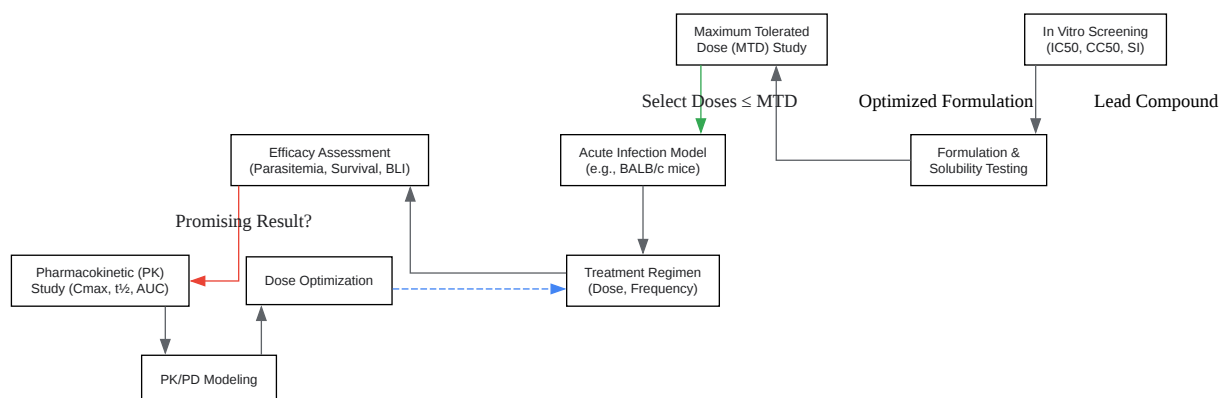 Maximum Tolerated
Dose (MTD) Study
In Vitro Screening
(IC50, CC50, SI)
Select Doses ≤ MTD
Optimized Formulation
Lead Compound
Efficacy Assessment
(Parasitemia, Survival, BLI)
Acute Infection Model
(e.g., BALB/c mice)
Formulation &
Solubility Testing
Promising Result?
Pharmacokinetic (PK)
Study (Cmax, t½, AUC)
Dose Optimization
Treatment Regimen
(Dose, Frequency)
PK/PD Modeling